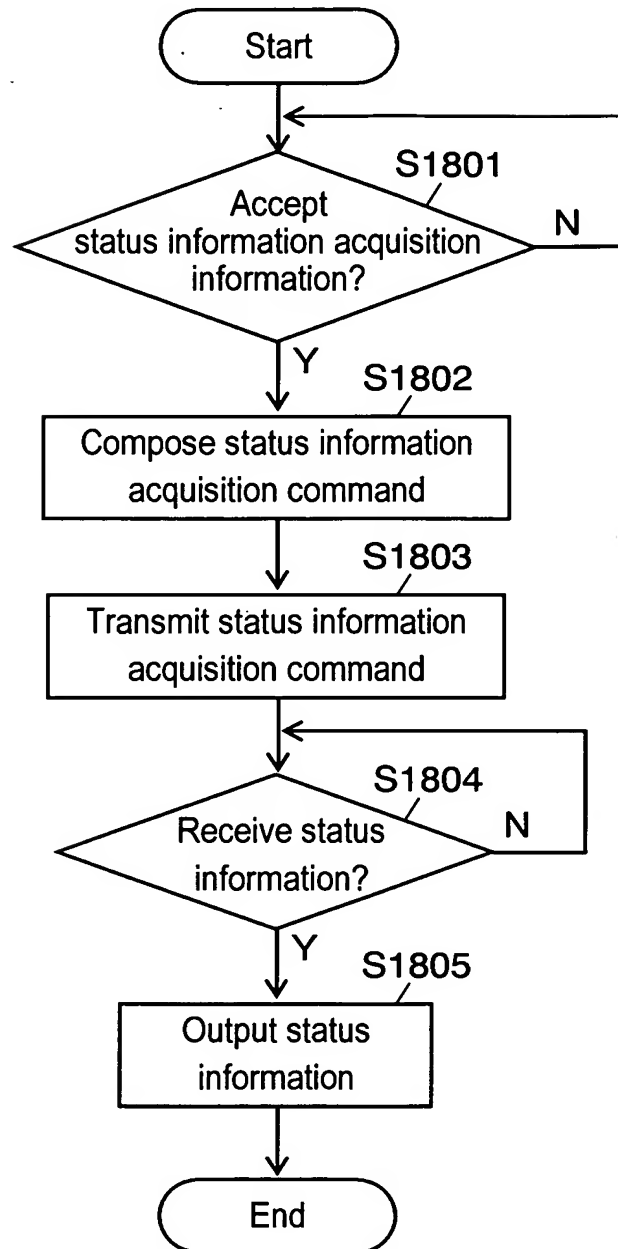 Start
S1801
Accept
status information acquisition
information?
N
Y
S1802
Compose status information
acquisition command
S1803
Transmit status information
acquisition command
S1804
Receive status
information?
N
Y
S1805
Output status
information
End